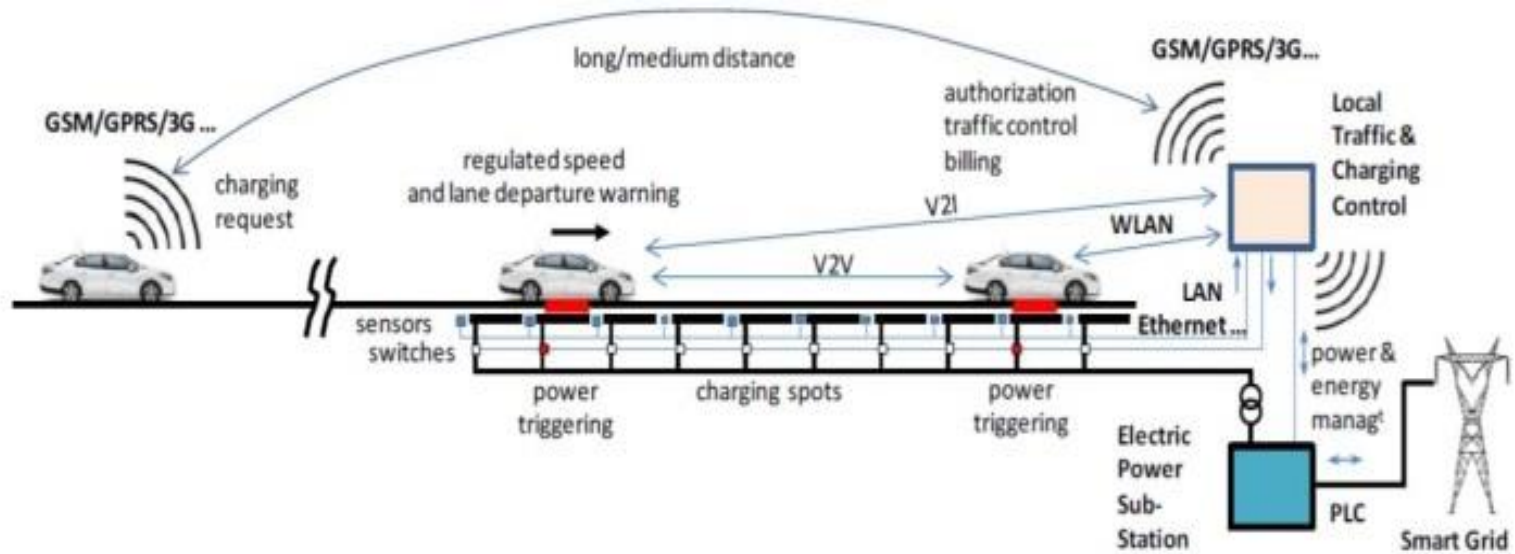 GSM/GPRS/3G...
long/medium distance
GSM/GPRS/3G ...
charging
request
regulated speed
and lane departure warning
authorization
traffic control
billing
Local
Traffic &
Charging
Control
V2I
WLAN
V2V
LAN
Ethernet ...
sensors
switches
power
triggering
charging spots
power
triggering
power &
energy
managt
Electric
Power
Sub-
Station
PLC
Smart Grid